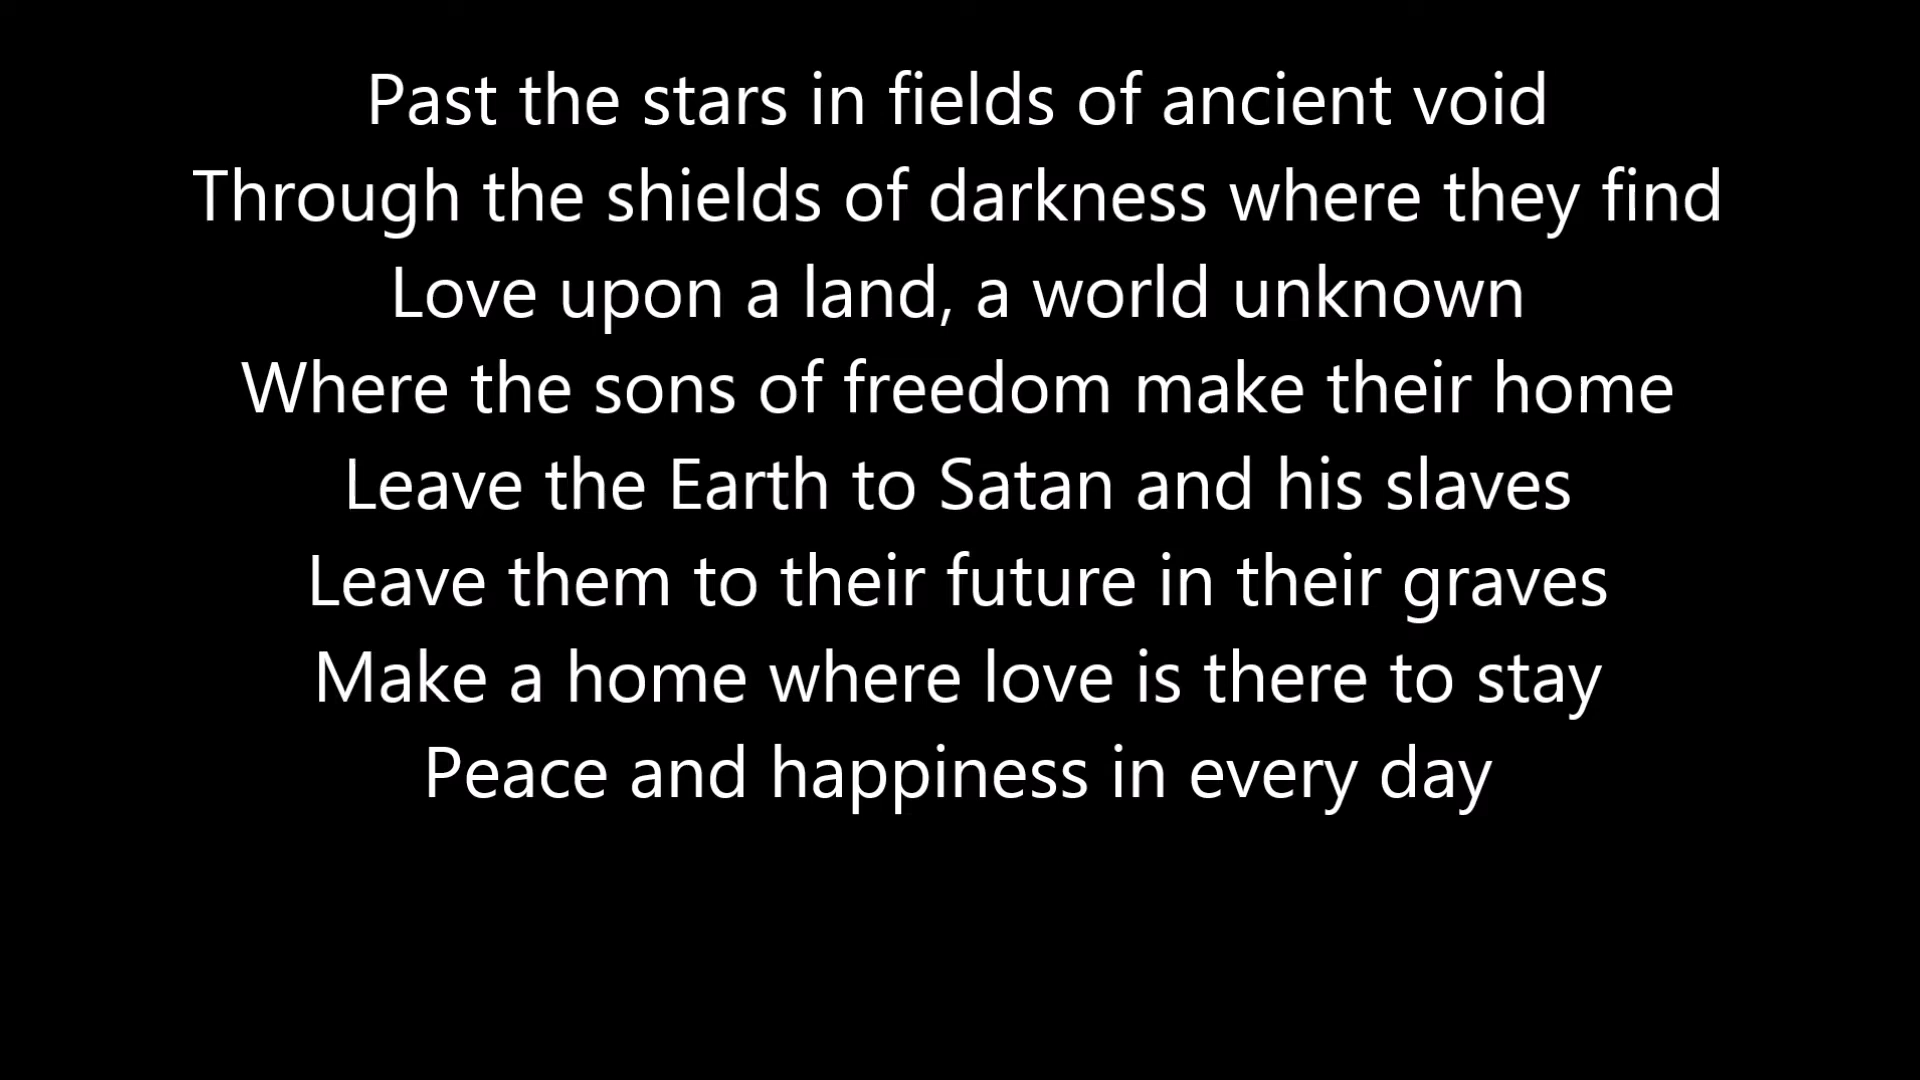 Past the stars in fields of ancient void
Through the shields of darkness where they find
Love upon a land, a world unknown
Where the sons of freedom make their home
Leave the Earth to Satan and his slaves
Leave them to their future in their graves
Make a home where love is there to stay
Peace and happiness in every day